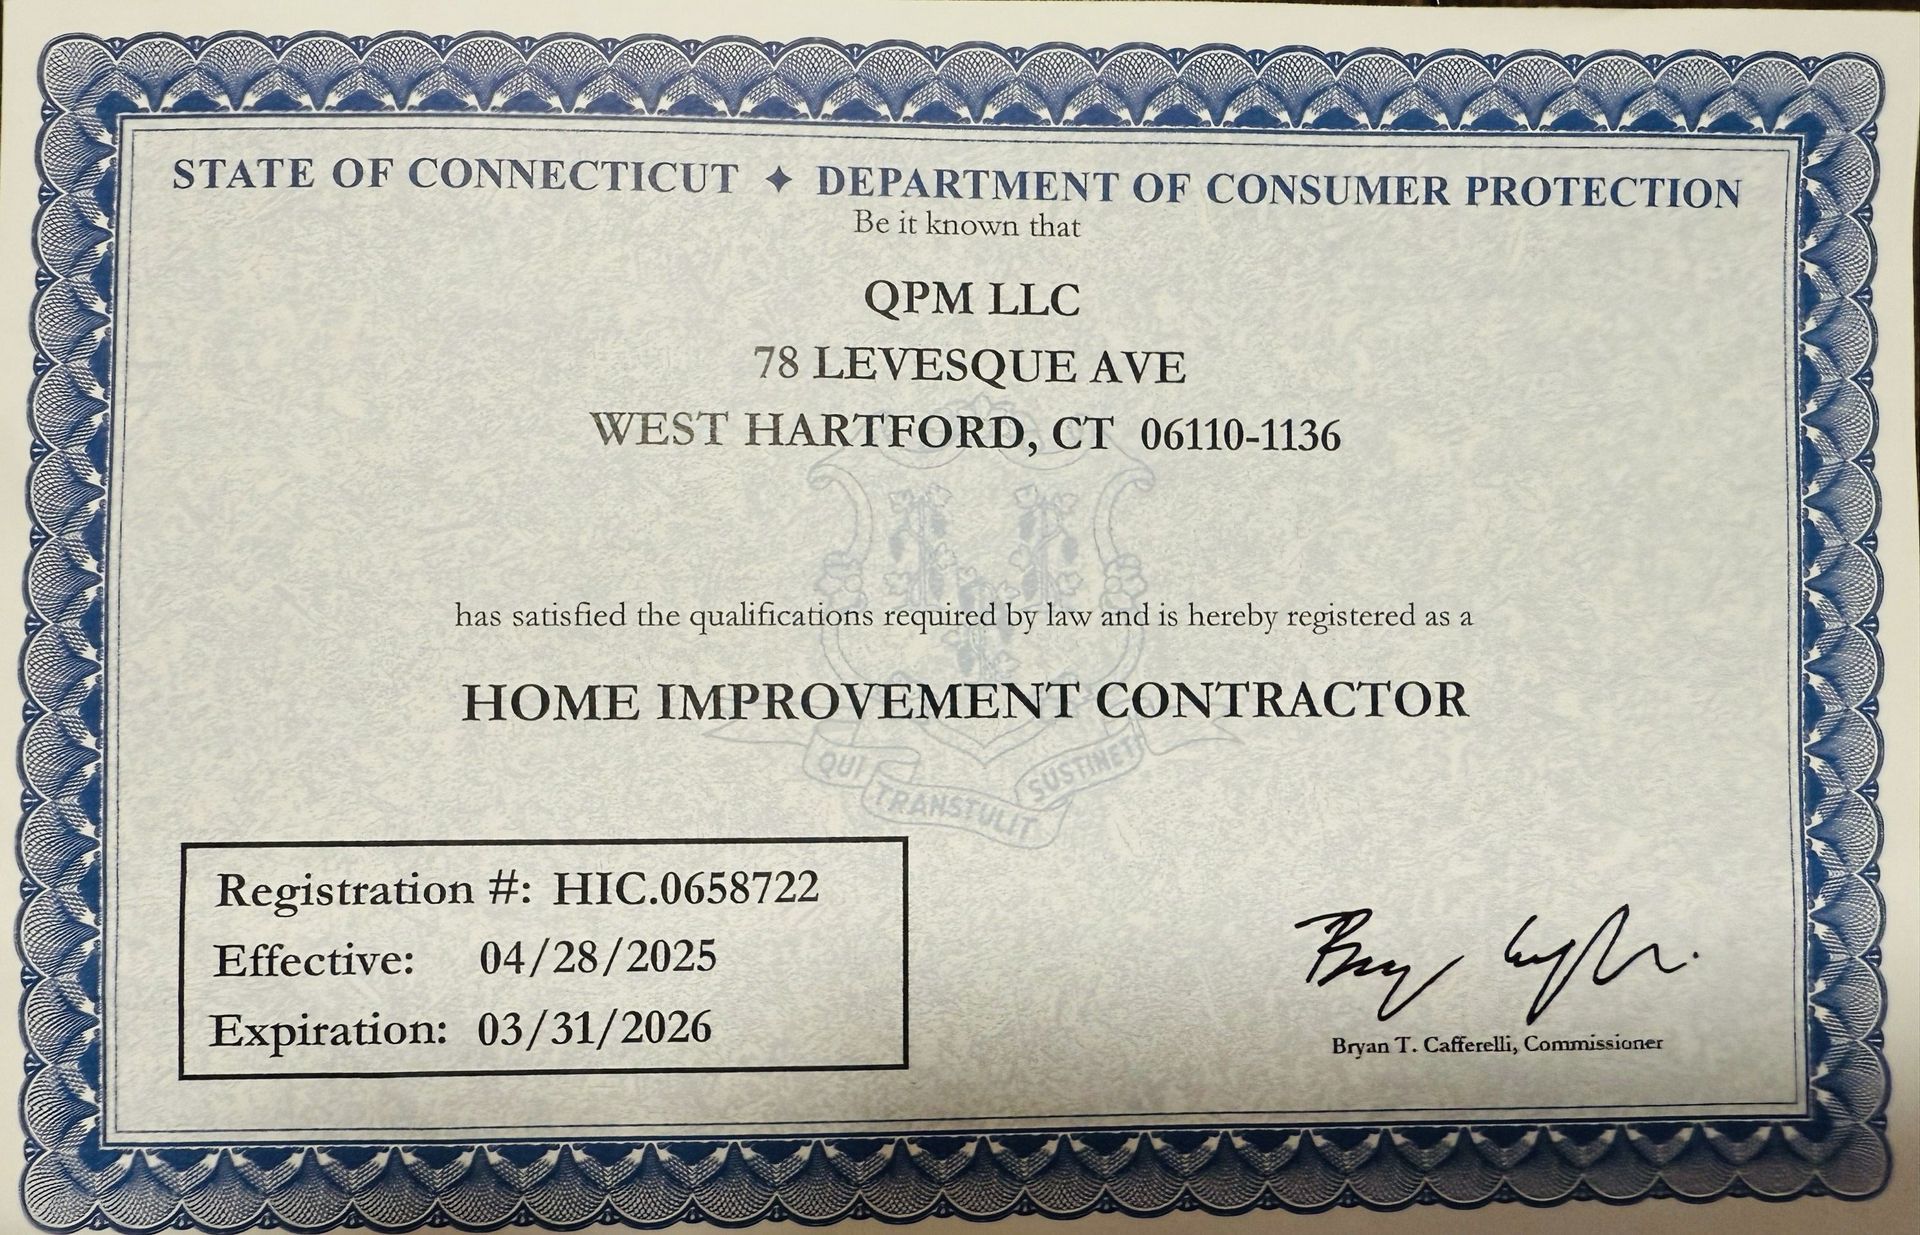 STATE OF CONNECTICUT ✦ DEPARTMENT OF CONSUMER PROTECTION
Be it known that
QPM LLC
78 LEVESQUE AVE
WEST HARTFORD, CT 06110-1136
has satisfied the qualifications required by law and is hereby registered as a
HOME IMPROVEMENT CONTRACTOR
QUI TRANSTULIT SUSTINET
Registration #: HIC.0658722
Effective: 04/28/2025
Expiration: 03/31/2026
Bryan T. Cafferelli, Commissioner